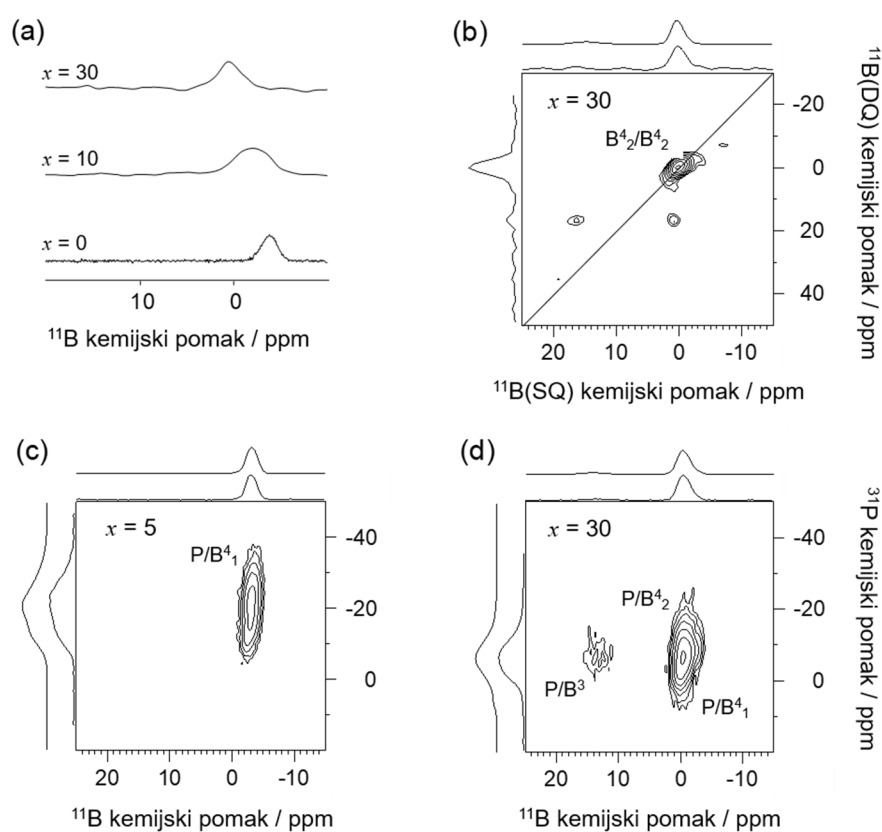 (a)
x = 30
x = 10
x = 0
10 0
¹¹B kemijski pomak / ppm
(b)
x = 30
B⁴₂/B⁴₂
-20
0
20
40
¹¹B(DQ) kemijski pomak / ppm
20 10 0 -10
¹¹B(SQ) kemijski pomak / ppm
(c)
x = 5
P/B⁴₁
-40
-20
0
20 10 0 -10
¹¹B kemijski pomak / ppm
(d)
x = 30
P/B⁴₂
P/B³
P/B⁴₁
-40
-20
0
³¹P kemijski pomak / ppm
20 10 0 -10
¹¹B kemijski pomak / ppm